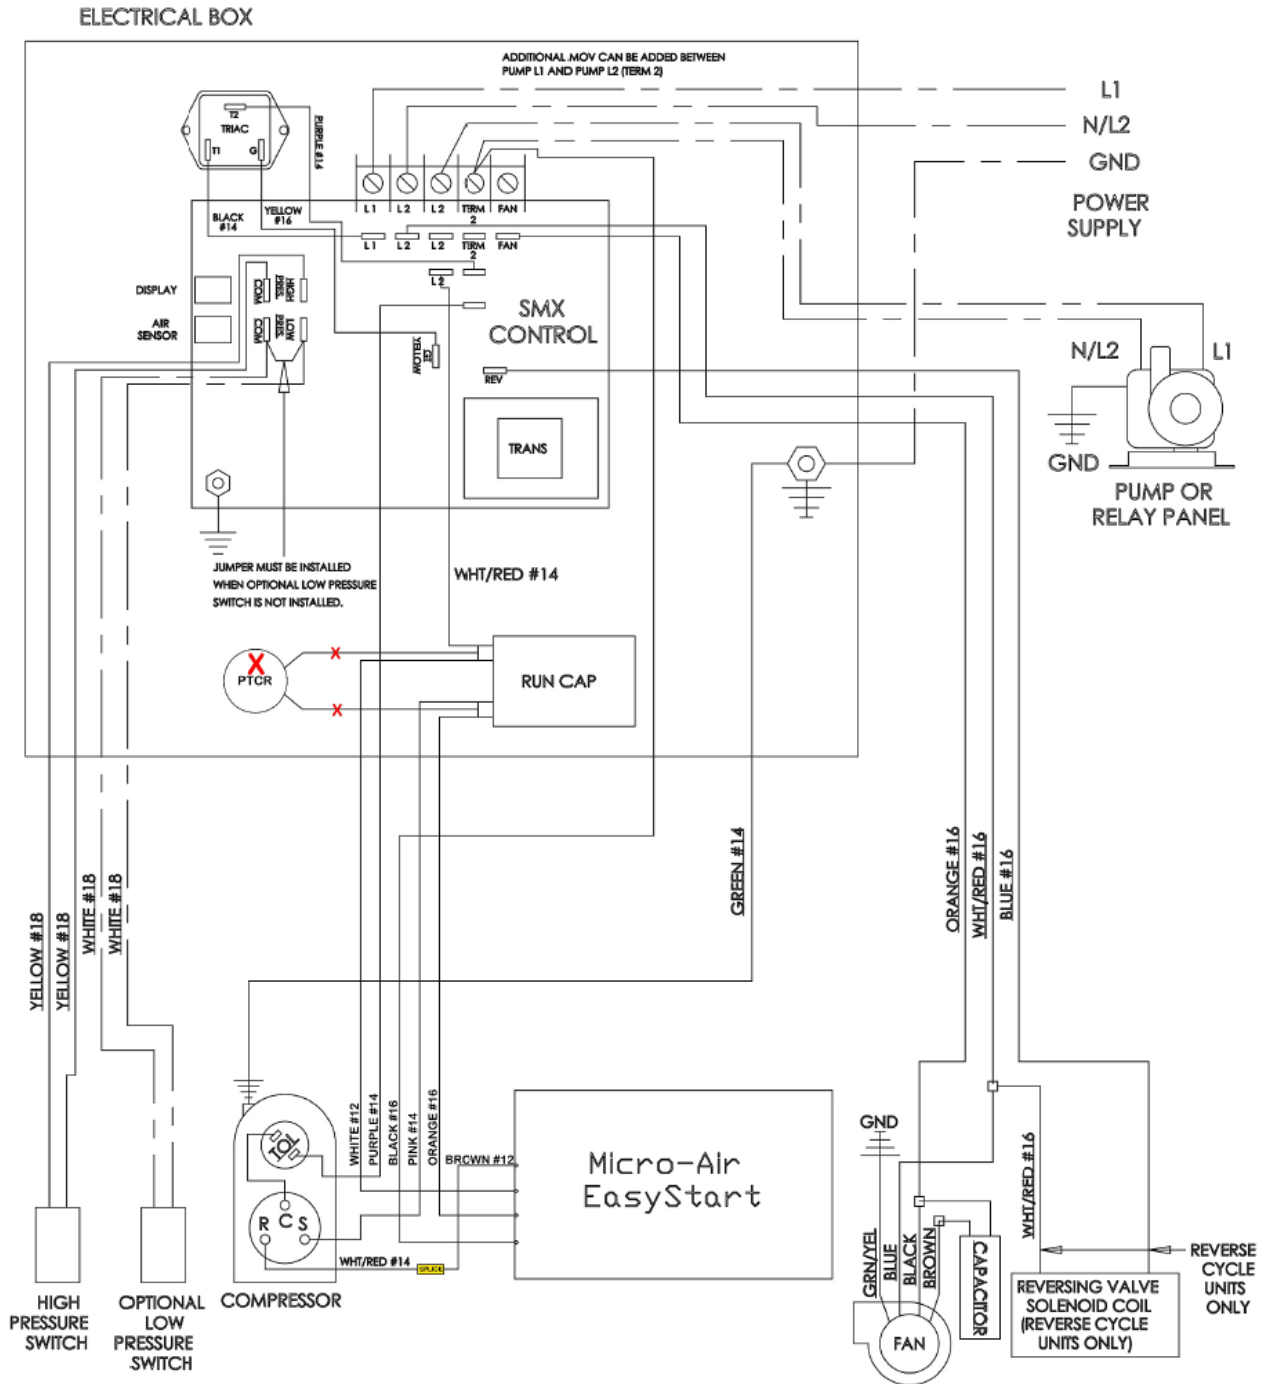 ELECTRICAL BOX
ADDITIONAL MOV CAN BE ADDED BETWEEN
PUMP L1 AND PUMP L2 (TERM 2)
L1
N/L2
GND
POWER
SUPPLY
T2
TRIAC
T1
G
PURPLE #16
BLACK
#14
YELLOW
#16
L1
L2
L2
TERM
2
FAN
L1
L2
L2
TERM
2
FAN
L2
DISPLAY
AIR
SENSOR
COM
HIGH
PRES.
COM
LOW
PRES.
SMX
CONTROL
YELLOW
REV
TRANS
N/L2
L1
GND
PUMP OR
RELAY PANEL
JUMPER MUST BE INSTALLED
WHEN OPTIONAL LOW PRESSURE
SWITCH IS NOT INSTALLED.
WHT/RED #14
X
PTCR
X
X
RUN CAP
YELLOW #18
YELLOW #18
WHITE #18
WHITE #18
GREEN #14
ORANGE #16
WHT/RED #16
BLUE #16
WHITE #12
PURPLE #14
BLACK #16
PINK #14
ORANGE #16
BROWN #12
TOL
R C S
WHT/RED #14
SPLICE
Micro-Air
EasyStart
GND
GRN/YEL
BLUE
BLACK
BROWN
CAPACITOR
WHT/RED #16
REVERSE
CYCLE
UNITS
ONLY
REVERSING VALVE
SOLENOID COIL
(REVERSE CYCLE
UNITS ONLY)
FAN
HIGH
PRESSURE
SWITCH
OPTIONAL
LOW
PRESSURE
SWITCH
COMPRESSOR